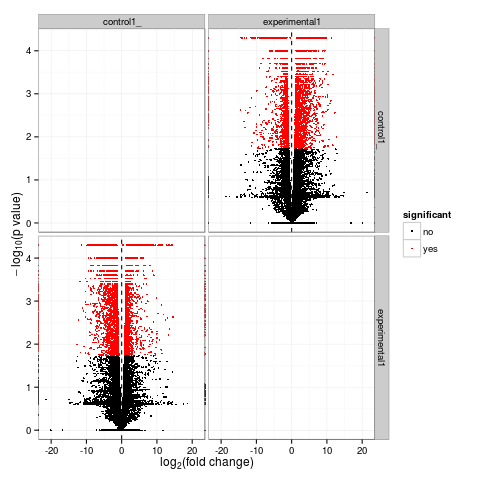 control1_ experimental1
4
3
2
1
0
control1_
4
3
2
1
0
experimental1
−log10(p value)
-20 -10 0 10 20 -20 -10 0 10 20
log2(fold change)
significant
no
yes